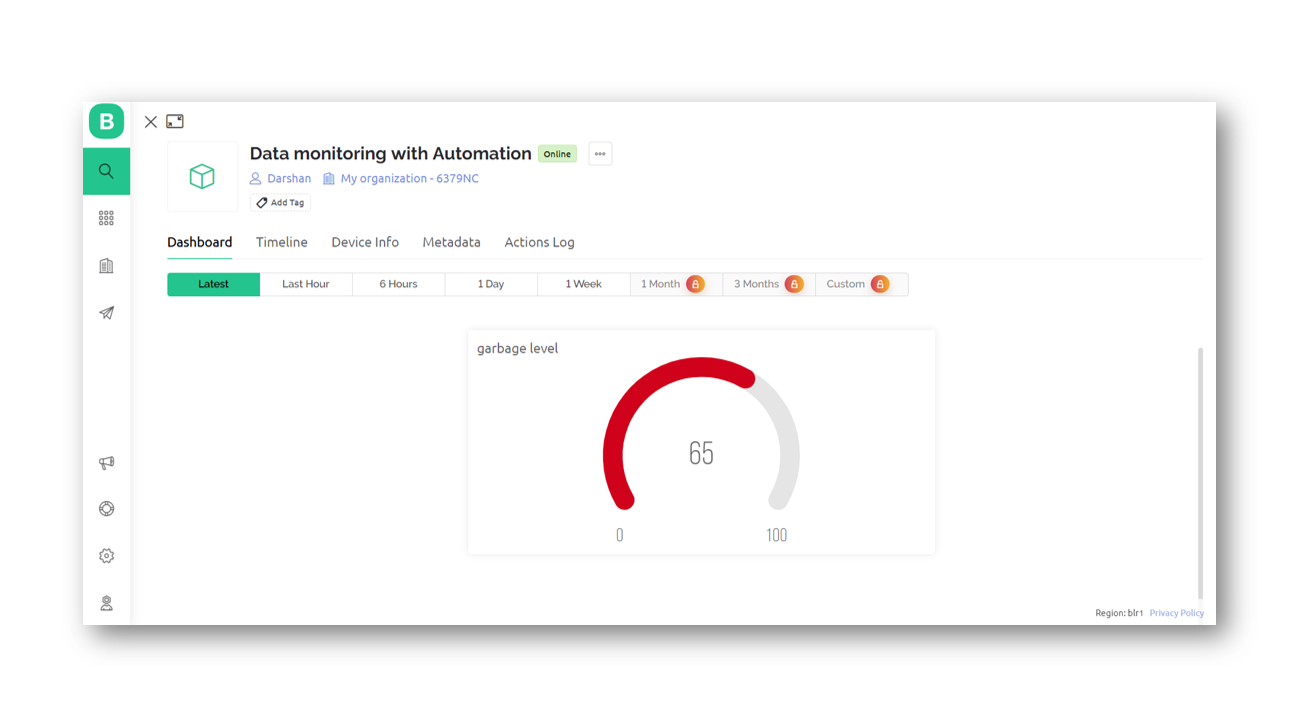 B
Data monitoring with Automation Online
Darshan My organization - 6379NC
Add Tag
Dashboard Timeline Device Info Metadata Actions Log
Latest Last Hour 6 Hours 1 Day 1 Week 1 Month 3 Months Custom
garbage level
65
0 100
Region: blr1 Privacy Policy